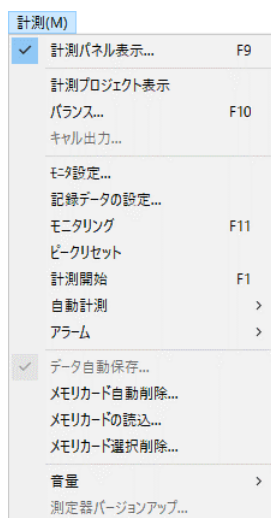 計測(M)
計測パネル表示... F9
計測プロジェクト表示
バランス... F10
キャル出力...
ﾓﾆﾀ設定...
記録データの設定...
モニタリング F11
ピークリセット
計測開始 F1
自動計測
アラーム
データ自動保存...
メモリカード自動削除...
メモリカードの読込...
メモリカード選択削除...
音量
測定器バージョンアップ...